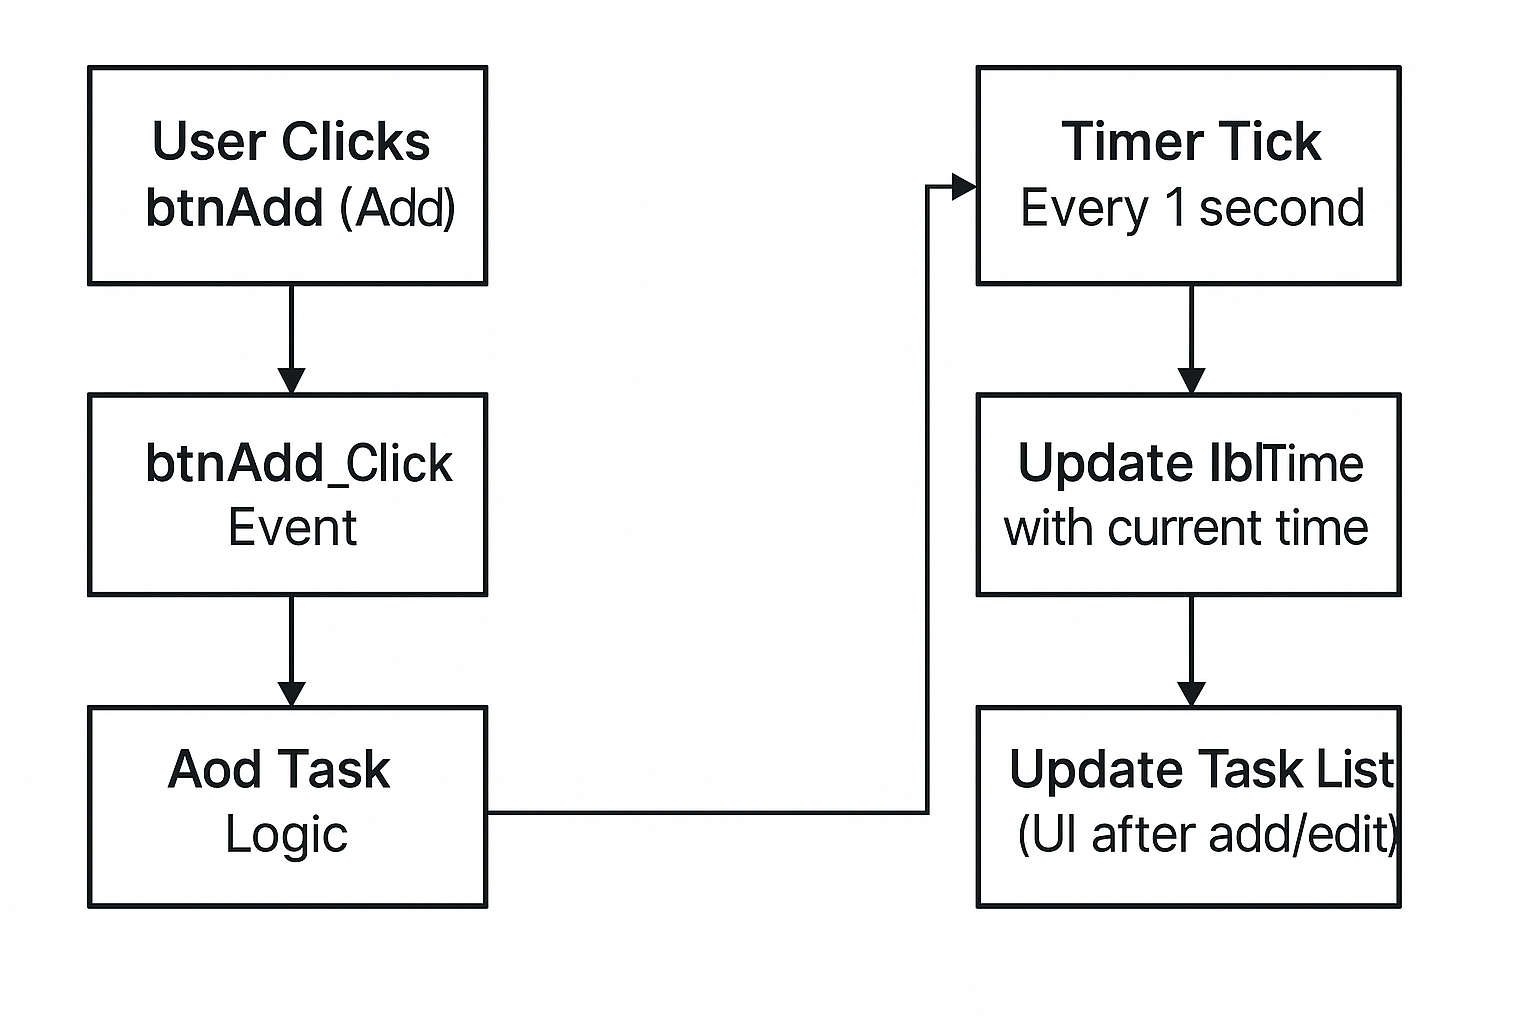 User Clicks
btnAdd (Add)
btnAdd_Click
Event
Aod Task
Logic
Timer Tick
Every 1 second
Update lblTime
with current time
Update Task List
(UI after add/edit)